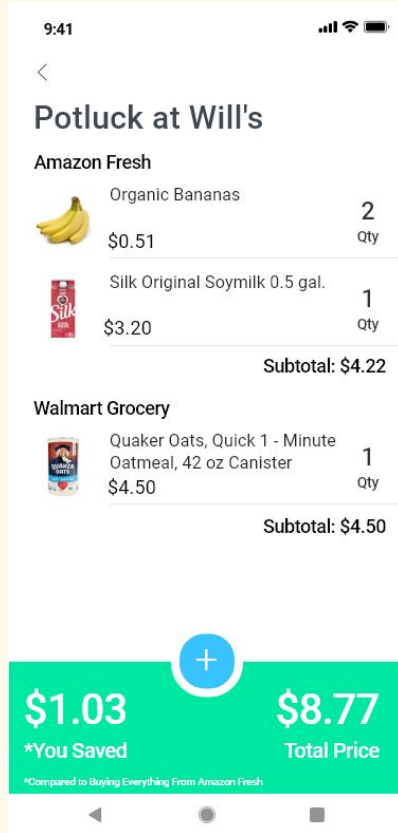 9:41
Potluck at Will's
Amazon Fresh
Organic Bananas
2
$0.51
Qty
Silk Original Soymilk 0.5 gal.
1
Silk
$3.20
Qty
Subtotal: $4.22
Walmart Grocery
Quaker Oats, Quick 1 - Minute
Oatmeal, 42 oz Canister
1
QUAKER
OATS
$4.50
Qty
Subtotal: $4.50
+
$1.03
$8.77
*You Saved
Total Price
*Compared to Buying Everything From Amazon Fresh